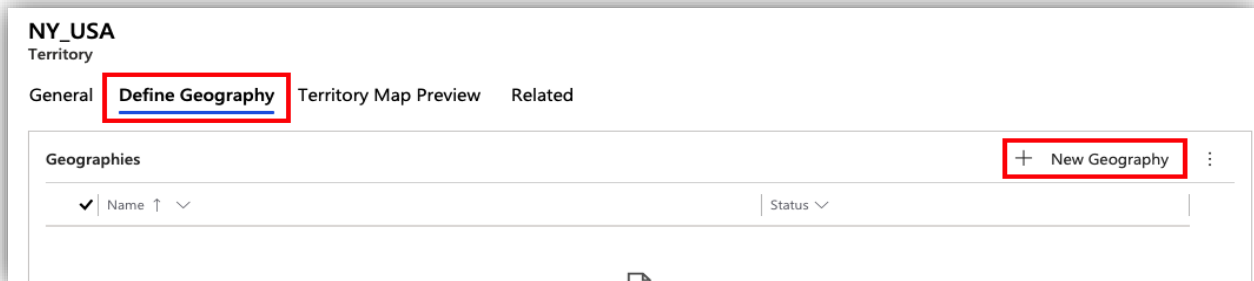 NY_USA
Territory
General Define Geography Territory Map Preview Related
Geographies + New Geography
Name Status